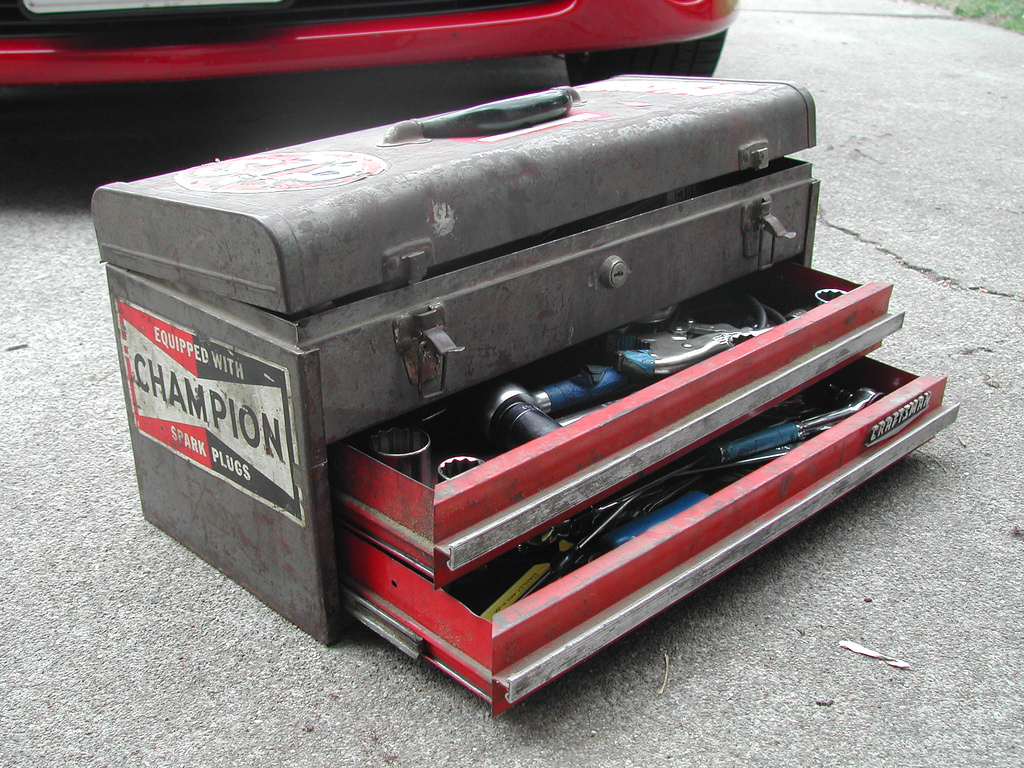 EQUIPPED WITH
CHAMPION
SPARK PLUGS
CRAFTSMAN